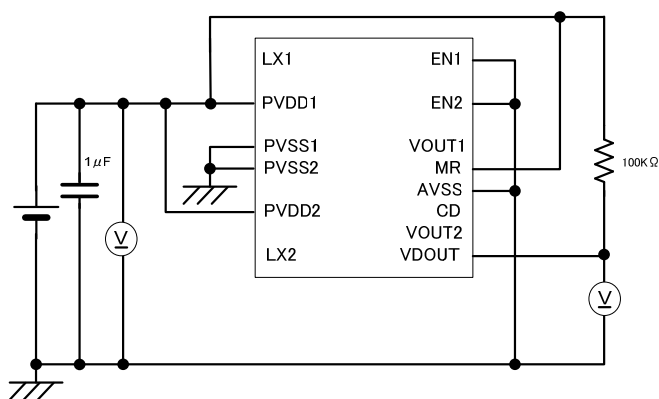 LX1
EN1
PVDD1
EN2
PVSS1
VOUT1
1μF
PVSS2
MR
100KΩ
AVSS
PVDD2
CD
V
VOUT2
LX2
VDOUT
V